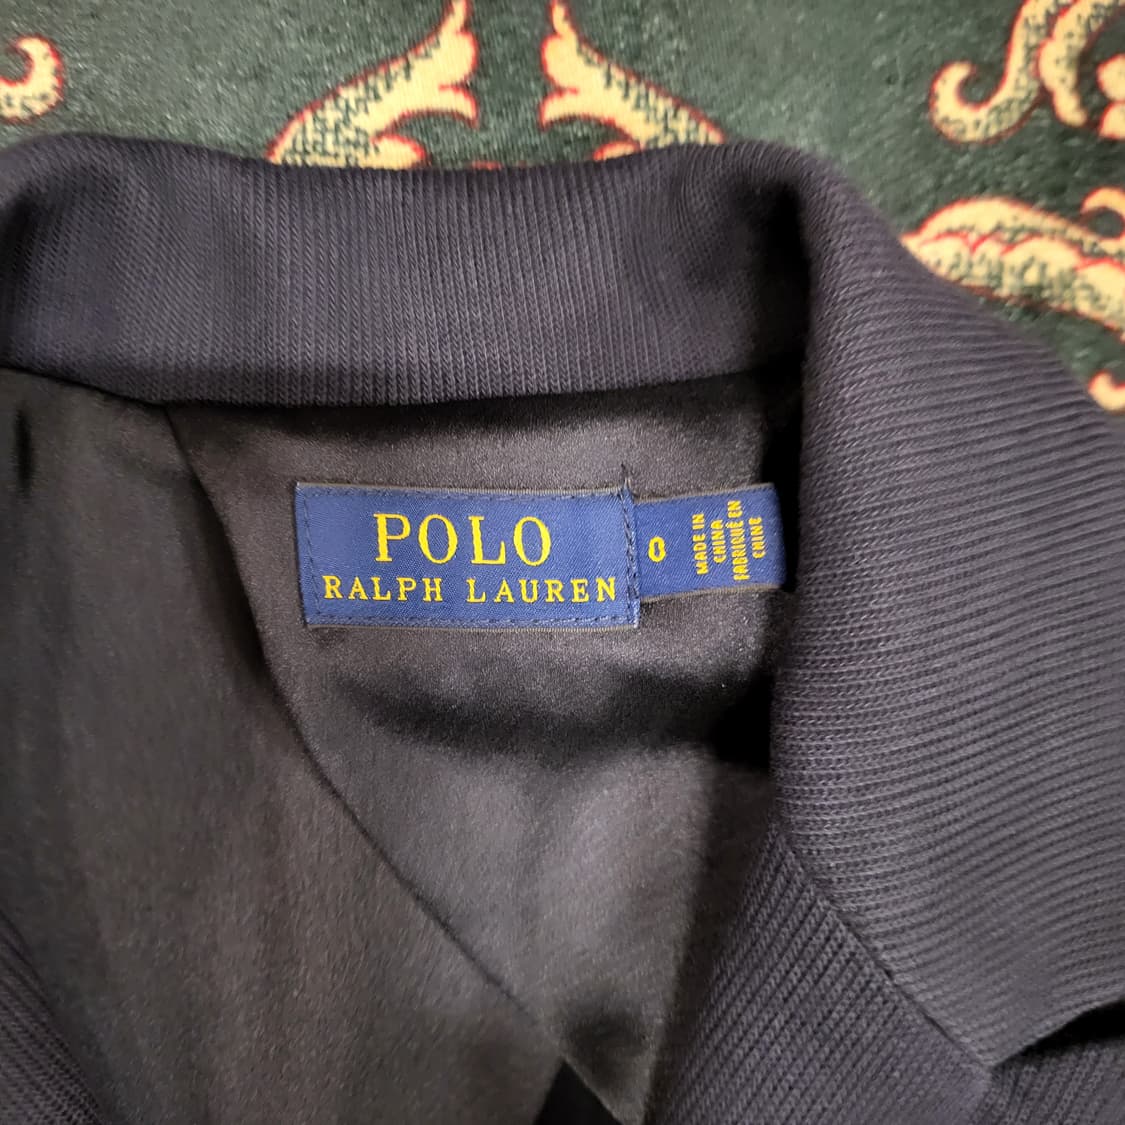 POLO
RALPH LAUREN
0
MADE IN
CHINA
FABRIQUÉ EN
CHINE